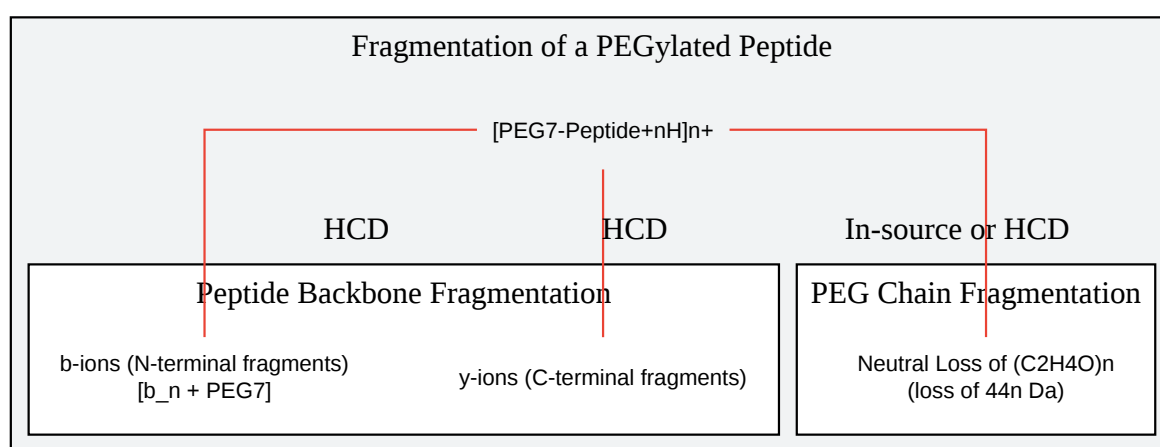 Fragmentation of a PEGylated Peptide
[PEG7-Peptide+nH]n+
HCD
HCD
In-source or HCD
Peptide Backbone Fragmentation
PEG Chain Fragmentation
b-ions (N-terminal fragments)
[b_n + PEG7]
y-ions (C-terminal fragments)
Neutral Loss of (C2H4O)n
(loss of 44n Da)